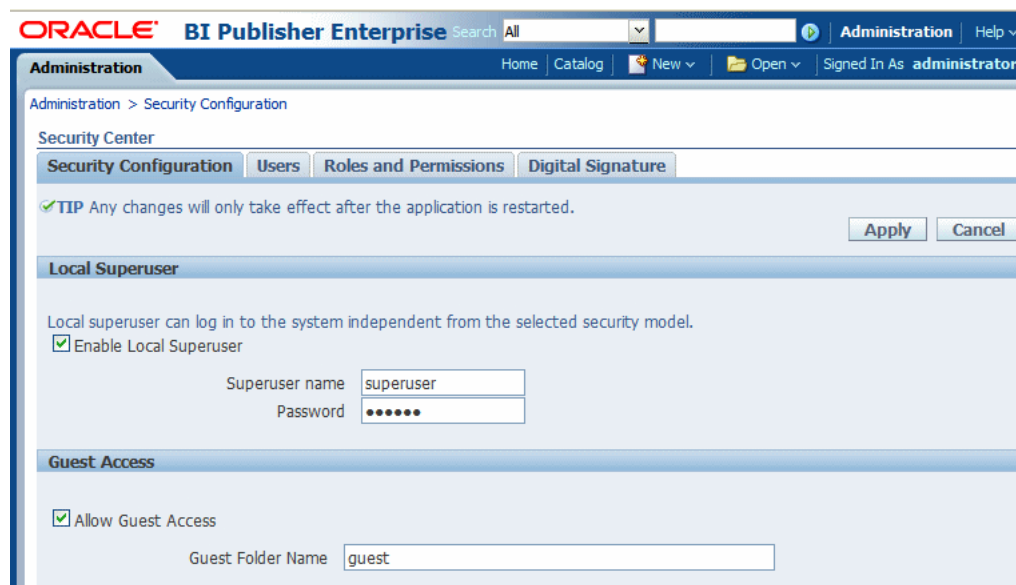 ORACLE BI Publisher Enterprise Search All Administration Help
Administration Home Catalog New Open Signed In As administrator
Administration > Security Configuration
Security Center
Security Configuration Users Roles and Permissions Digital Signature
TIP Any changes will only take effect after the application is restarted.
Apply Cancel
Local Superuser
Local superuser can log in to the system independent from the selected security model.
Enable Local Superuser
Superuser name superuser
Password ••••••
Guest Access
Allow Guest Access
Guest Folder Name guest